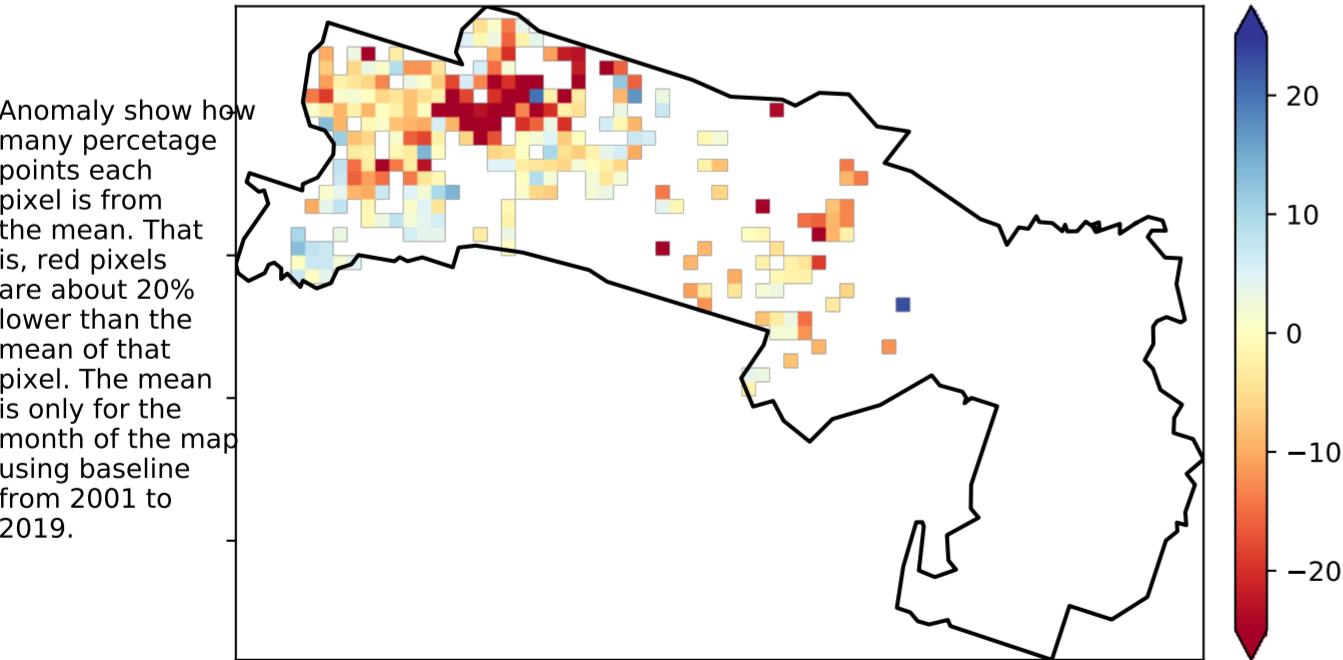 Anomaly show how
many percetage
points each
pixel is from
the mean. That
is, red pixels
are about 20%
lower than the
mean of that
pixel. The mean
is only for the
month of the map
using baseline
from 2001 to
2019.
20
10
0
−10
−20